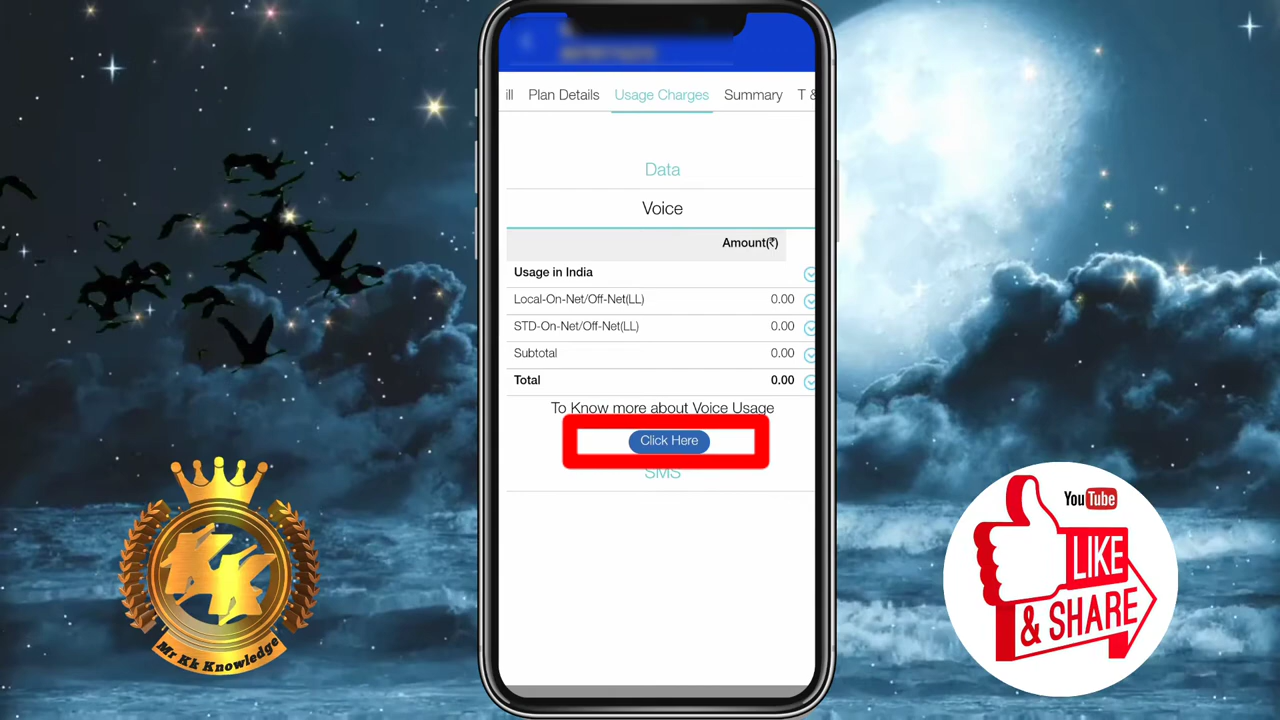 ill Plan Details Usage Charges Summary T &
Data
Voice
Amount(₹)
Usage in India
Local-On-Net/Off-Net(LL) 0.00
STD-On-Net/Off-Net(LL) 0.00
Subtotal 0.00
Total 0.00
To Know more about Voice Usage
Click Here
SMS
KK
Mr Kk Knowledge
YouTube
LIKE
& SHARE